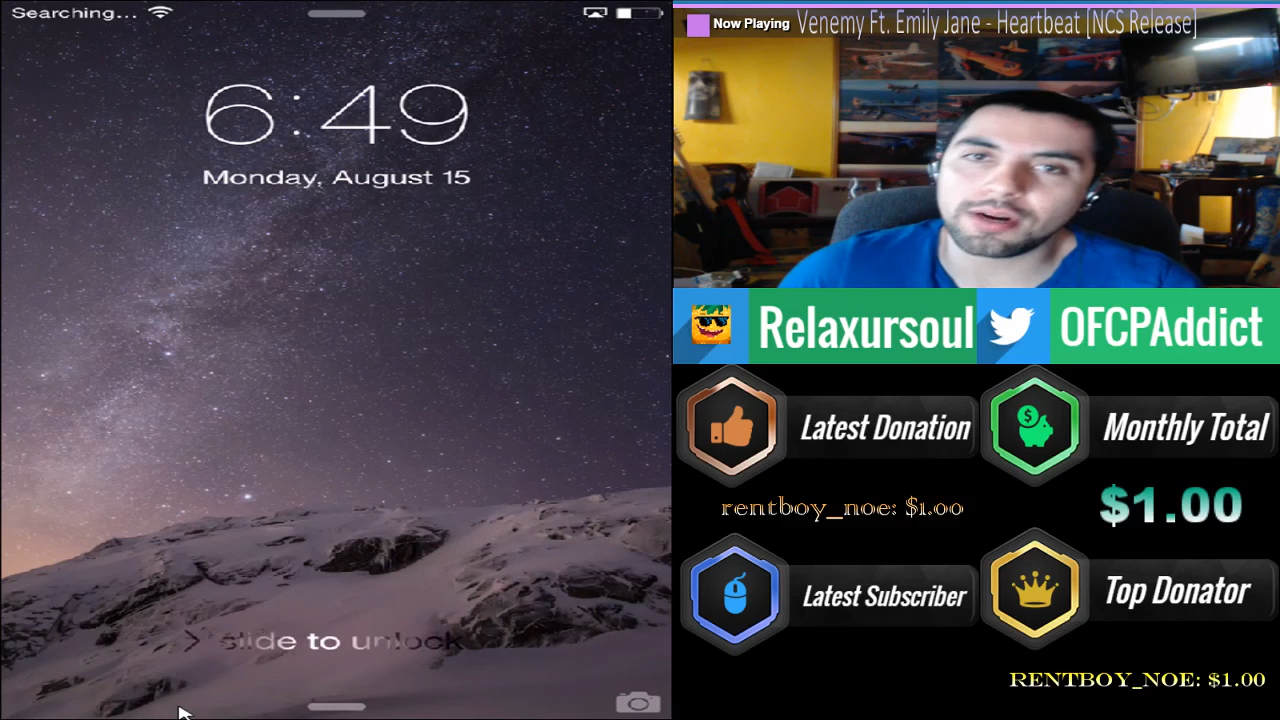 Searching...
6:49
Monday, August 15
slide to unlock
Now Playing Venemy Ft. Emily Jane - Heartbeat [NCS Release]
Relaxursoul
OFCPAddict
Latest Donation
Monthly Total
rentboy_noe: $1.00
$1.00
Latest Subscriber
Top Donator
RENTBOY_NOE: $1.00